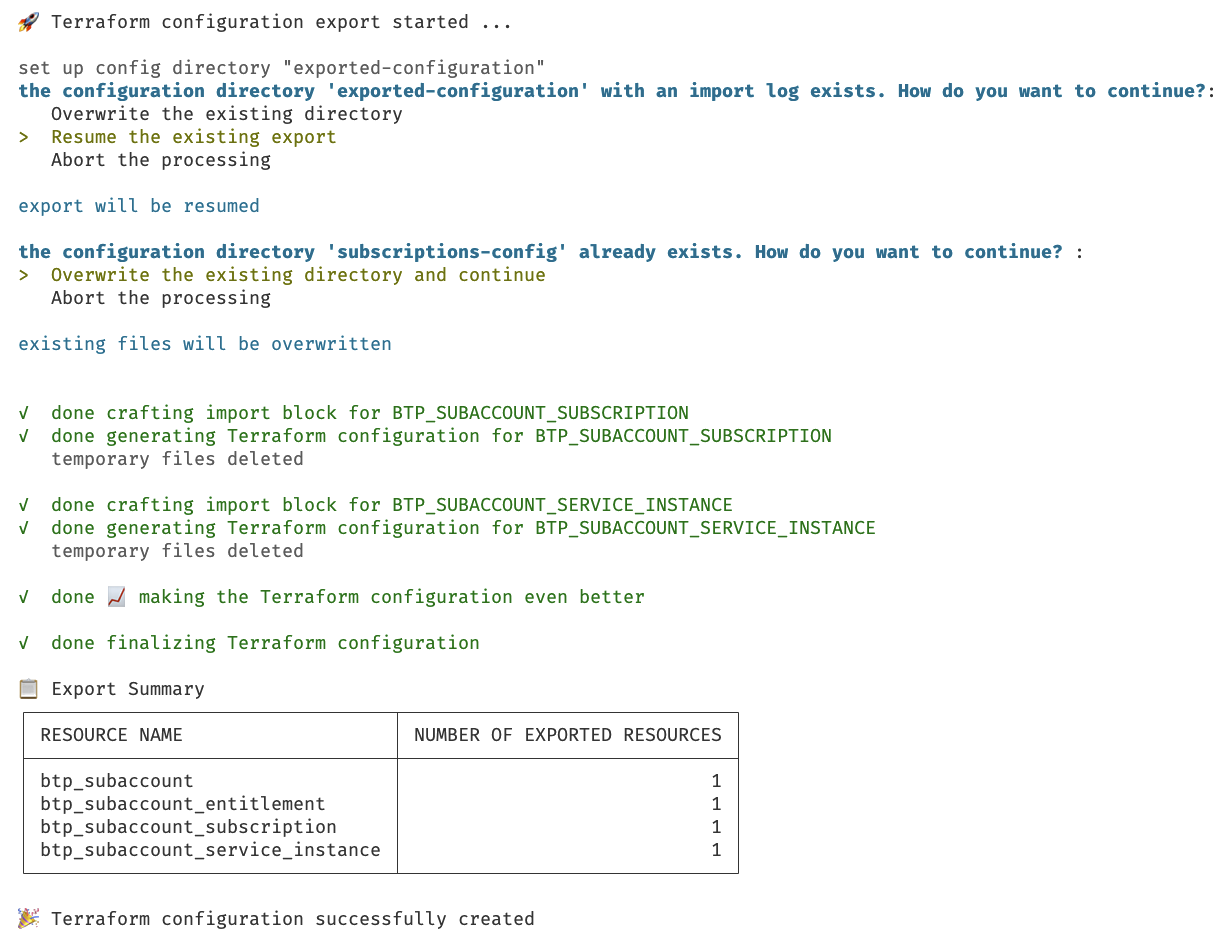 🚀 Terraform configuration export started ...
set up config directory "exported-configuration"
the configuration directory 'exported-configuration' with an import log exists. How do you want to continue?:
Overwrite the existing directory
> Resume the existing export
Abort the processing
export will be resumed
the configuration directory 'subscriptions-config' already exists. How do you want to continue? :
> Overwrite the existing directory and continue
Abort the processing
existing files will be overwritten
√ done crafting import block for BTP_SUBACCOUNT_SUBSCRIPTION
√ done generating Terraform configuration for BTP_SUBACCOUNT_SUBSCRIPTION
temporary files deleted
√ done crafting import block for BTP_SUBACCOUNT_SERVICE_INSTANCE
√ done generating Terraform configuration for BTP_SUBACCOUNT_SERVICE_INSTANCE
temporary files deleted
√ done 📈 making the Terraform configuration even better
√ done finalizing Terraform configuration
📋 Export Summary
RESOURCE NAME NUMBER OF EXPORTED RESOURCES
btp_subaccount 1
btp_subaccount_entitlement 1
btp_subaccount_subscription 1
btp_subaccount_service_instance 1
🎉 Terraform configuration successfully created